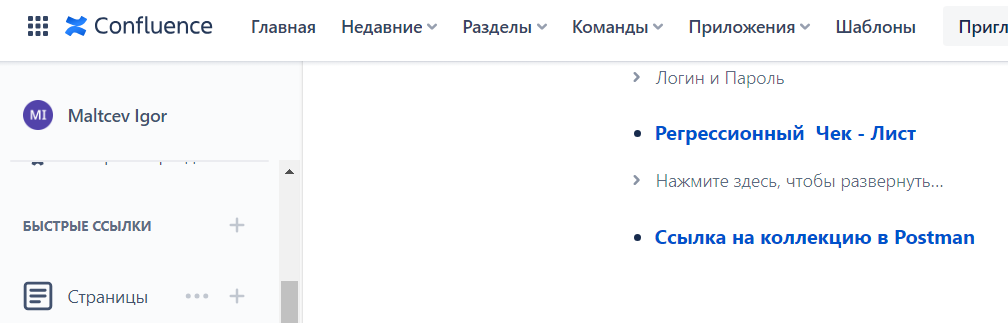 Confluence Главная Недавние Разделы Команды Приложения Шаблоны
MI Maltcev Igor
БЫСТРЫЕ ССЫЛКИ
Страницы
Логин и Пароль
Регрессионный Чек - Лист
Нажмите здесь, чтобы развернуть...
Ссылка на коллекцию в Postman